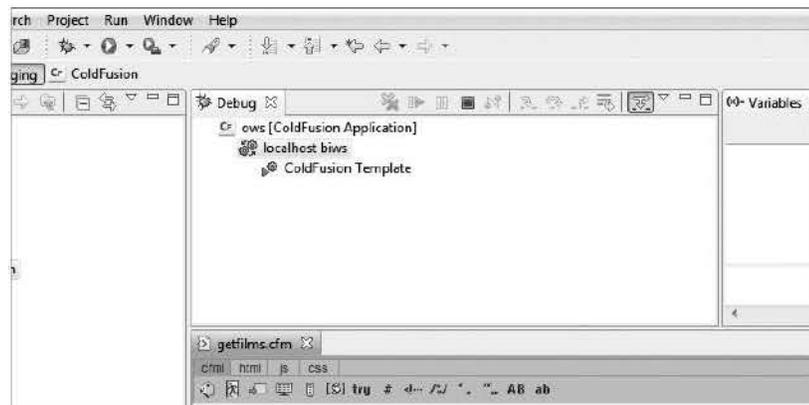 rch Project Run Window Help
ging ColdFusion
Debug
(x)= Variables
ows [ColdFusion Application]
localhost biws
ColdFusion Template
getfilms.cfm
cfml html js css
[S] try # AB ab